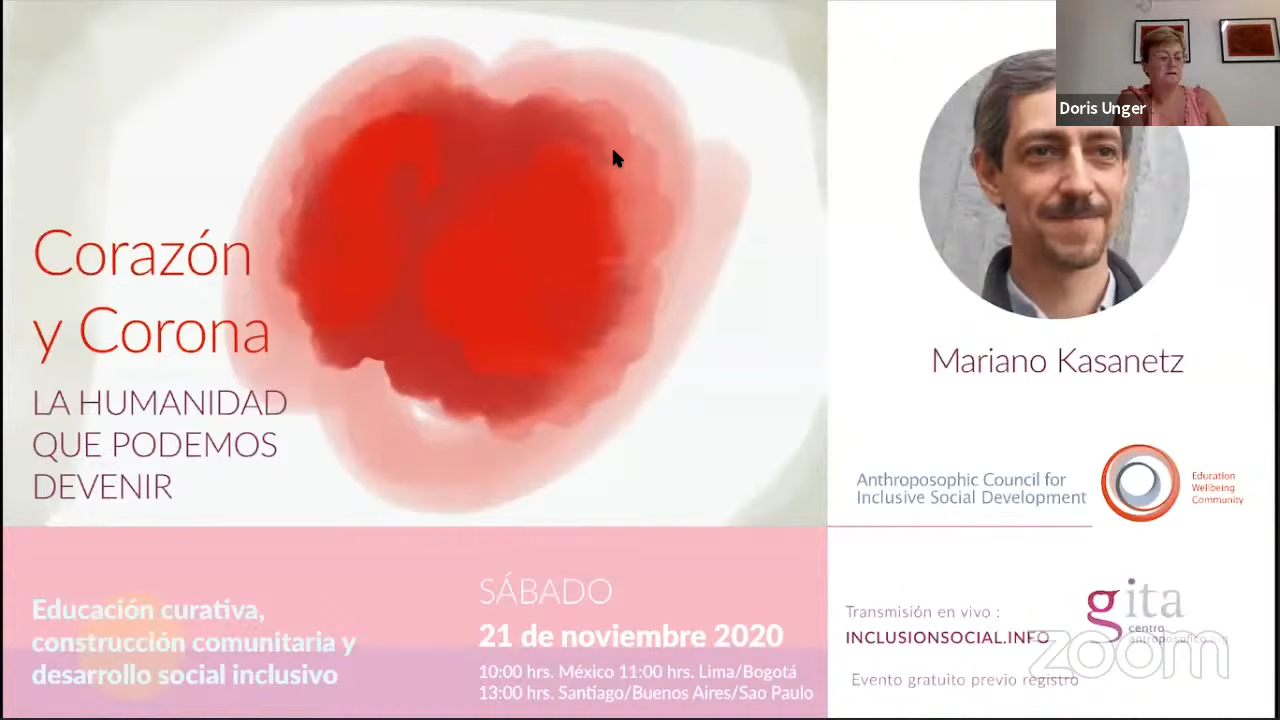 Doris Unger
Corazón
y Corona
LA HUMANIDAD
QUE PODEMOS
DEVENIR
Mariano Kasanetz
Anthroposophic Council for
Inclusive Social Development
Education
Wellbeing
Community
Educación curativa,
construcción comunitaria y
desarrollo social inclusivo
SÁBADO
21 de noviembre 2020
10:00 hrs. México 11:00 hrs. Lima/Bogotá
13:00 hrs. Santiago/Buenos Aires/Sao Paulo
Transmisión en vivo :
INCLUSIONSOCIAL.INFO
Evento gratuito previo registro
gita
centro
zoom